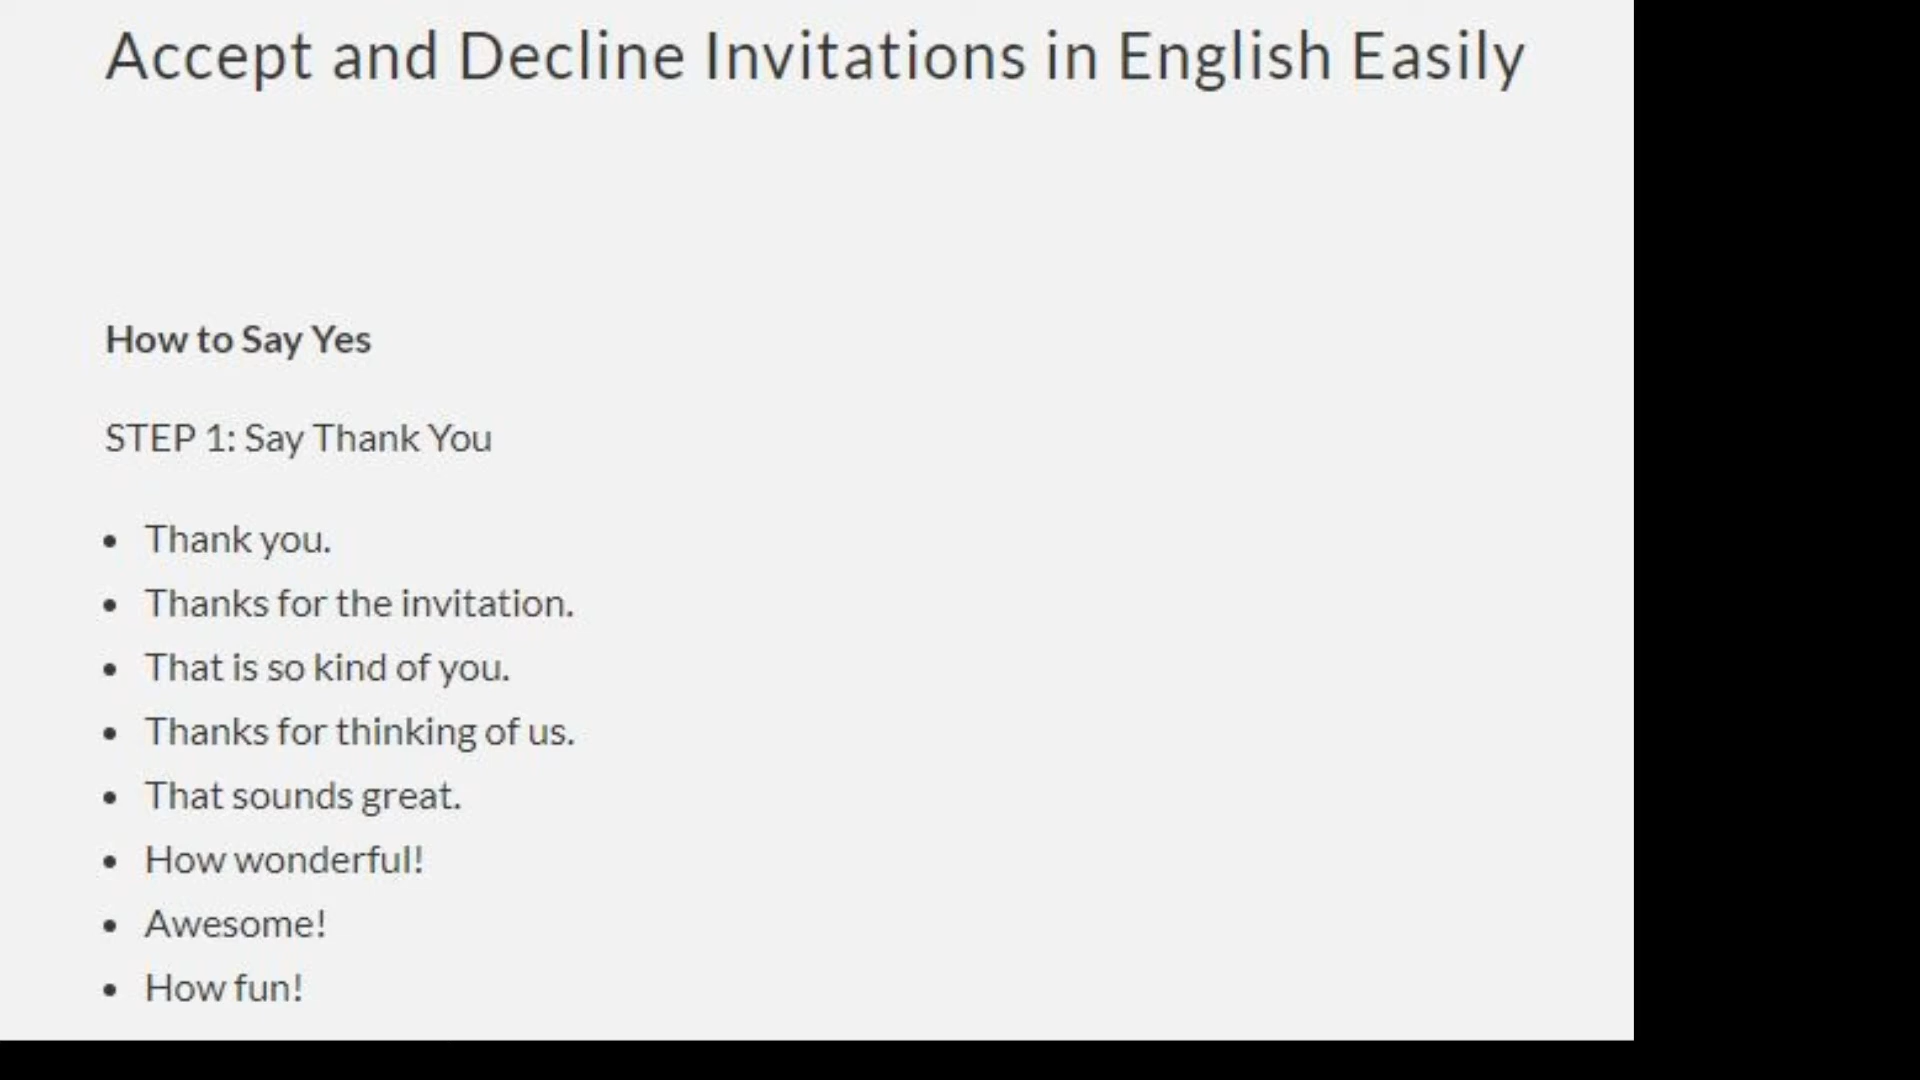 Accept and Decline Invitations in English Easily
How to Say Yes
STEP 1: Say Thank You
• Thank you.
• Thanks for the invitation.
• That is so kind of you.
• Thanks for thinking of us.
• That sounds great.
• How wonderful!
• Awesome!
• How fun!